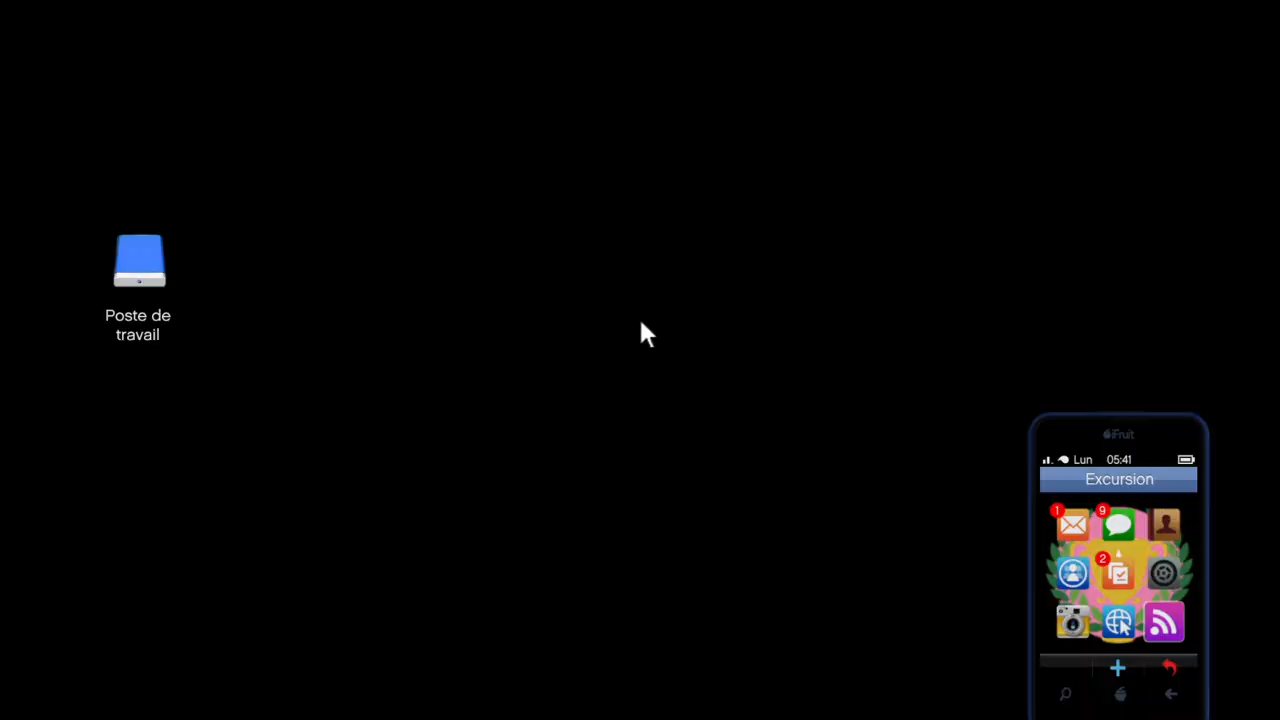 Poste de
travail
iFruit
Lun 05:41
Excursion
1
9
2